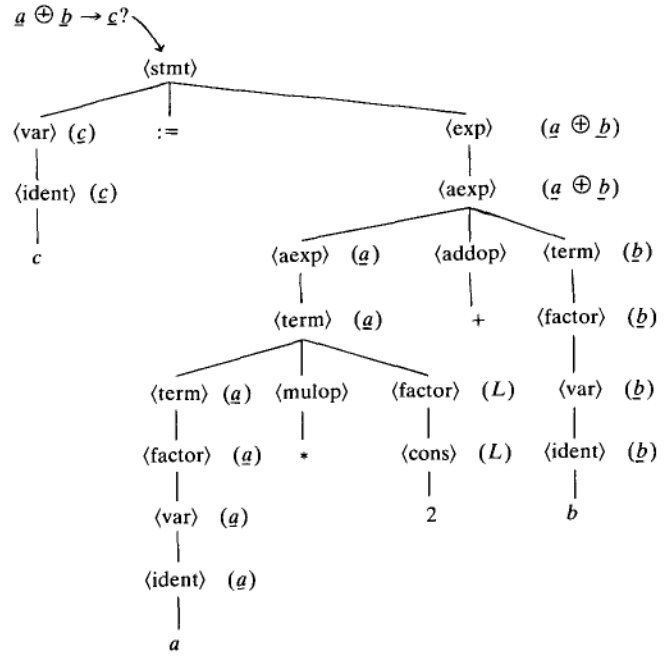 a̲ ⊕ b̲ → c̲?
⟨stmt⟩
⟨var⟩ (c̲) := ⟨exp⟩ (a̲ ⊕ b̲)
⟨ident⟩ (c̲) ⟨aexp⟩ (a̲ ⊕ b̲)
c ⟨aexp⟩ (a̲) ⟨addop⟩ ⟨term⟩ (b̲)
⟨term⟩ (a̲) + ⟨factor⟩ (b̲)
⟨term⟩ (a̲) ⟨mulop⟩ ⟨factor⟩ (L) ⟨var⟩ (b̲)
⟨factor⟩ (a̲) * ⟨cons⟩ (L) ⟨ident⟩ (b̲)
⟨var⟩ (a̲) 2 b
⟨ident⟩ (a̲)
a